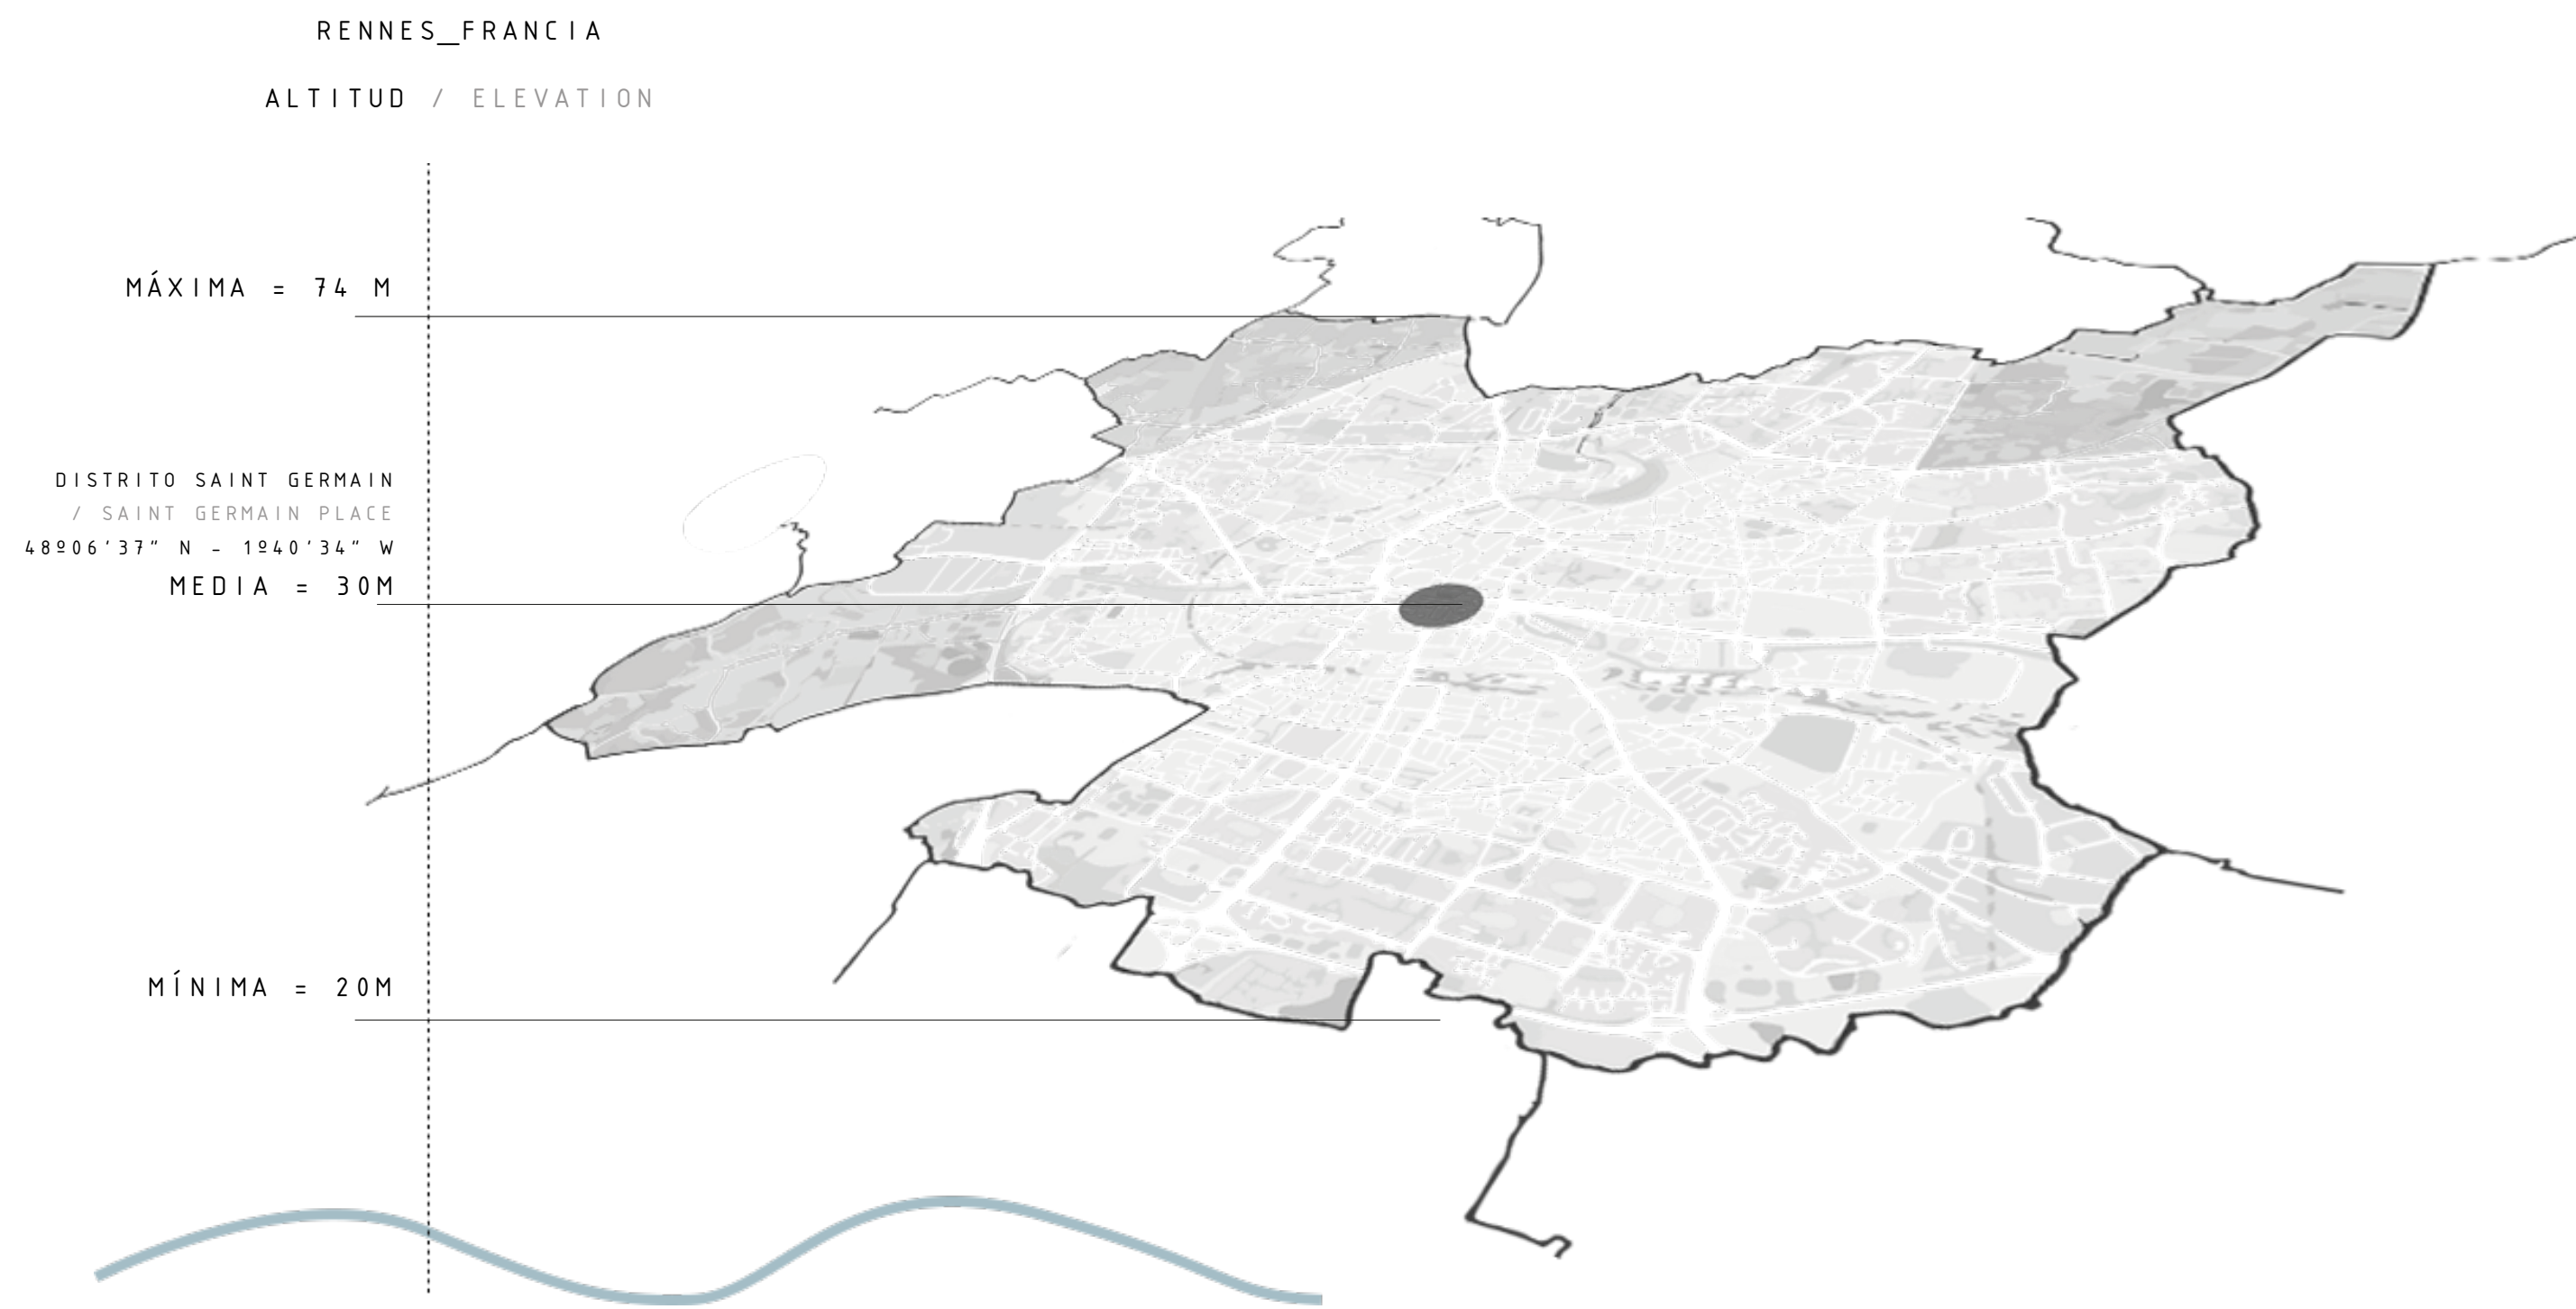 RENNES_FRANCIA
ALTITUD / ELEVATION
MÁXIMA = 74 M
DISTRITO SAINT GERMAIN
/ SAINT GERMAIN PLACE
48º06'37" N - 1º40'34" W
MEDIA = 30M
MÍNIMA = 20M